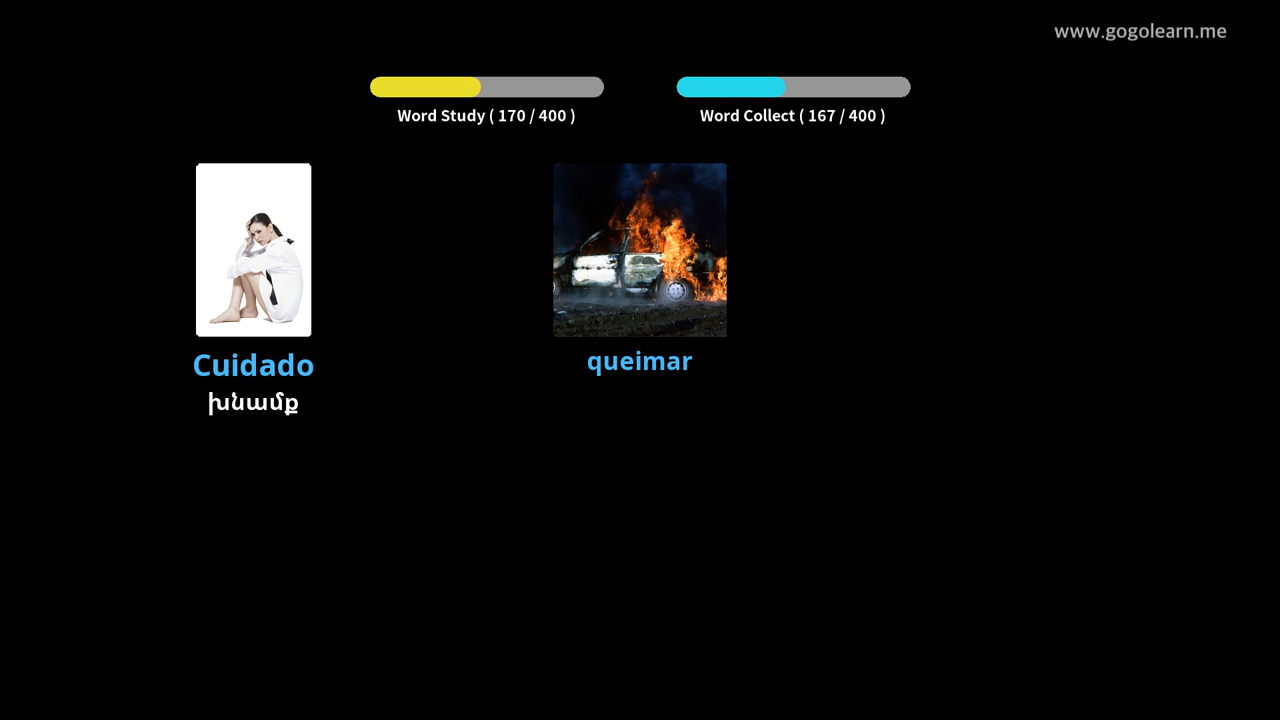 www.gogolearn.me
Word Study ( 170 / 400 )
Word Collect ( 167 / 400 )
Cuidado
խնամք
queimar